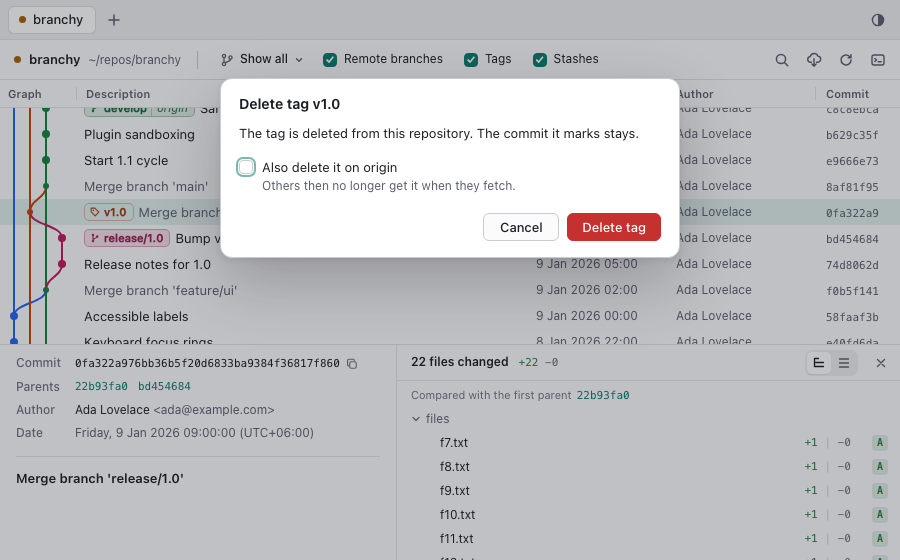 branchy
branchy ~/repos/branchy Show all Remote branches Tags Stashes
Graph Description Author Commit
develop origin Ada Lovelace c8c8ebca
Plugin sandboxing Ada Lovelace b629c35f
Start 1.1 cycle Ada Lovelace e9666e73
Merge branch 'main' Ada Lovelace 8af81f95
v1.0 Merge branch Ada Lovelace 0fa322a9
release/1.0 Bump Ada Lovelace bd454684
Release notes for 1.0 9 Jan 2026 05:00 Ada Lovelace 74d8062d
Merge branch 'feature/ui' 9 Jan 2026 02:00 Ada Lovelace f0b5f141
Accessible labels 9 Jan 2026 00:00 Ada Lovelace 58faaf3b
Keyboard focus rings 8 Jan 2026 22:00 Ada Lovelace e40fd6da
Delete tag v1.0
The tag is deleted from this repository. The commit it marks stays.
Also delete it on origin
Others then no longer get it when they fetch.
Cancel Delete tag
Commit 0fa322a976bb36b5f20d6833ba9384f36817f860
Parents 22b93fa0 bd454684
Author Ada Lovelace <ada@example.com>
Date Friday, 9 Jan 2026 09:00:00 (UTC+06:00)
Merge branch 'release/1.0'
22 files changed +22 −0
Compared with the first parent 22b93fa0
files
f7.txt +1 −0 A
f8.txt +1 −0 A
f9.txt +1 −0 A
f10.txt +1 −0 A
f11.txt +1 −0 A